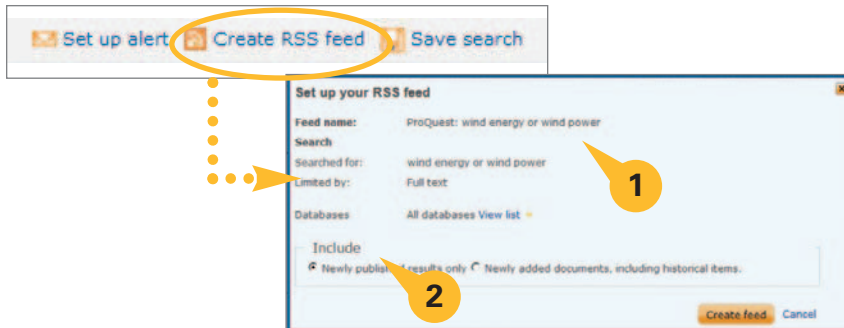 Set up alert Create RSS feed Save search
Set up your RSS feed
Feed name: ProQuest: wind energy or wind power
Search
Searched for: wind energy or wind power
Limited by: Full text
Databases All databases View list
Include
Newly published results only Newly added documents, including historical items.
Create feed Cancel
1
2